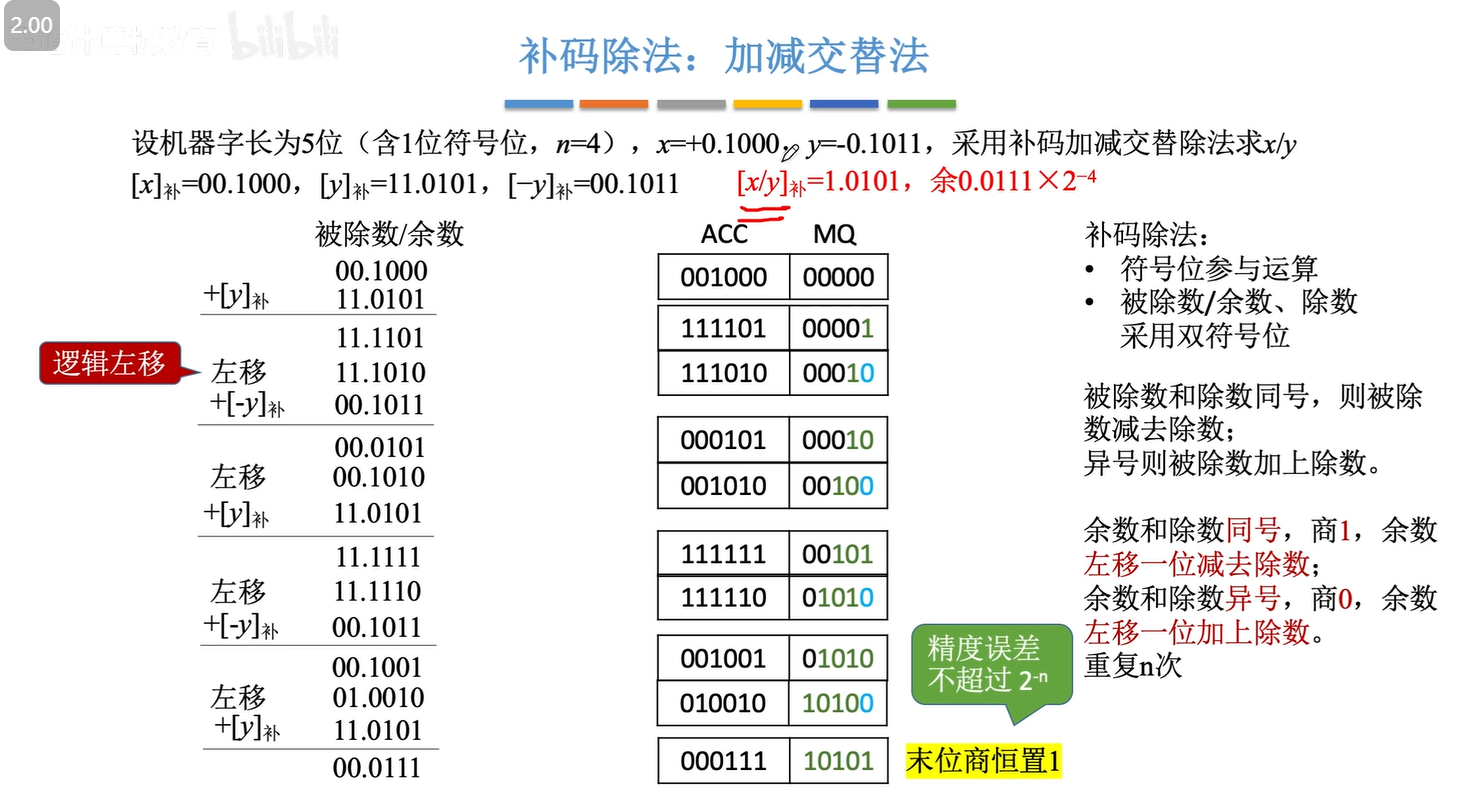 2.00
bilibili
补码除法：加减交替法
设机器字长为5位（含1位符号位，n=4），x=+0.1000，y=-0.1011，采用补码加减交替除法求x/y
[x]补=00.1000，[y]补=11.0101，[−y]补=00.1011
[x/y]补=1.0101，余0.0111×2⁻⁴
被除数/余数
00.1000
+[y]补 11.0101
11.1101
逻辑左移
左移 11.1010
+[-y]补 00.1011
00.0101
左移 00.1010
+[y]补 11.0101
11.1111
左移 11.1110
+[-y]补 00.1011
00.1001
左移 01.0010
+[y]补 11.0101
00.0111
ACC MQ
001000 00000
111101 00001
111010 00010
000101 00010
001010 00100
111111 00101
111110 01010
001001 01010
010010 10100
000111 10101
精度误差
不超过 2⁻ⁿ
末位商恒置1
补码除法：
• 符号位参与运算
• 被除数/余数、除数
采用双符号位
被除数和除数同号，则被除
数减去除数；
异号则被除数加上除数。
余数和除数同号，商1，余数
左移一位减去除数；
余数和除数异号，商0，余数
左移一位加上除数。
重复n次